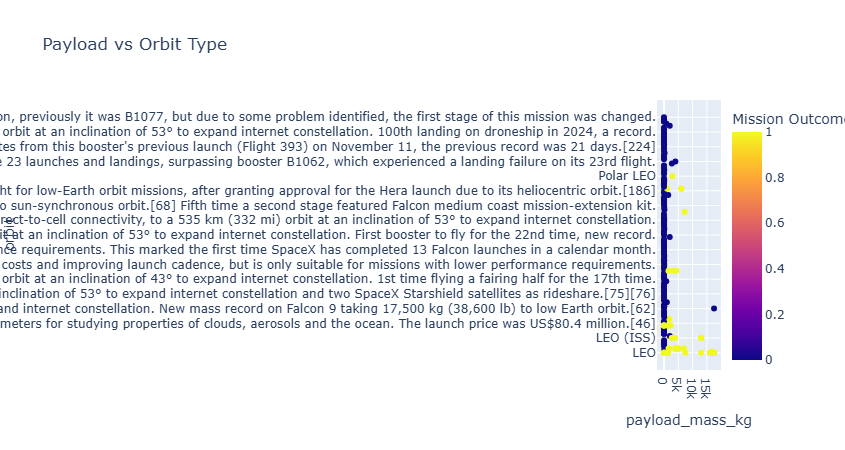 Payload vs Orbit Type
on, previously it was B1077, but due to some problem identified, the first stage of this mission was changed.
orbit at an inclination of 53° to expand internet constellation. 100th landing on droneship in 2024, a record.
tes from this booster's previous launch (Flight 393) on November 11, the previous record was 21 days.[224]
23 launches and landings, surpassing booster B1062, which experienced a landing failure on its 23rd flight.
Polar LEO
ht for low-Earth orbit missions, after granting approval for the Hera launch due to its heliocentric orbit.[186]
o sun-synchronous orbit.[68] Fifth time a second stage featured Falcon medium coast mission-extension kit.
rect-to-cell connectivity, to a 535 km (332 mi) orbit at an inclination of 53° to expand internet constellation.
at an inclination of 53° to expand internet constellation. First booster to fly for the 22nd time, new record.
nce requirements. This marked the first time SpaceX has completed 13 Falcon launches in a calendar month.
costs and improving launch cadence, but is only suitable for missions with lower performance requirements.
orbit at an inclination of 43° to expand internet constellation. 1st time flying a fairing half for the 17th time.
inclination of 53° to expand internet constellation and two SpaceX Starshield satellites as rideshare.[75][76]
and internet constellation. New mass record on Falcon 9 taking 17,500 kg (38,600 lb) to low Earth orbit.[62]
meters for studying properties of clouds, aerosols and the ocean. The launch price was US$80.4 million.[46]
LEO (ISS)
LEO
orbit
0
5k
10k
15k
payload_mass_kg
Mission Outcome
1
0.8
0.6
0.4
0.2
0